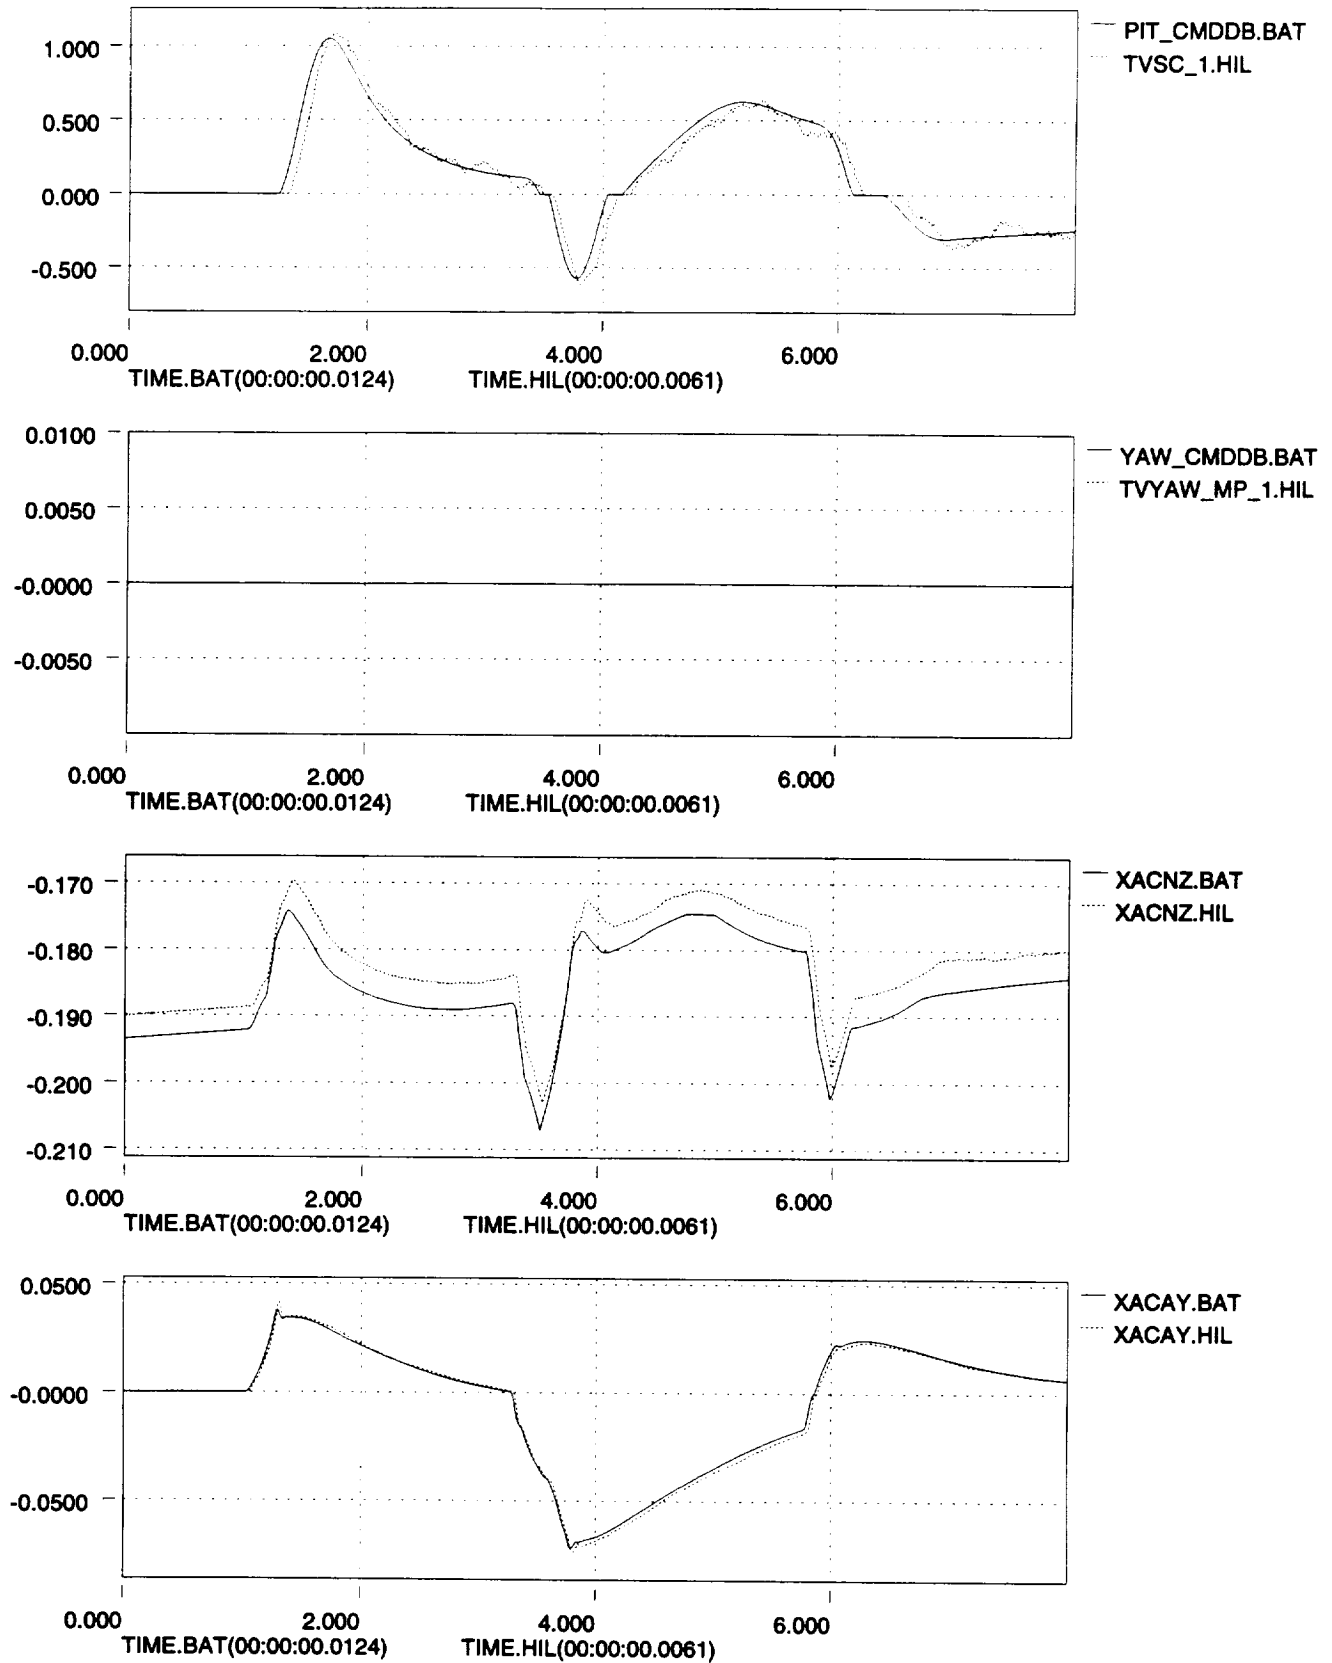 1.000
PIT_CMDDB.BAT
TVSC_1.HIL
0.500
0.000
-0.500
0.000 2.000 4.000 6.000
TIME.BAT(00:00:00.0124) TIME.HIL(00:00:00.0061)
0.0100
YAW_CMDDB.BAT
TVYAW_MP_1.HIL
0.0050
-0.0000
-0.0050
0.000 2.000 4.000 6.000
TIME.BAT(00:00:00.0124) TIME.HIL(00:00:00.0061)
-0.170
XACNZ.BAT
XACNZ.HIL
-0.180
-0.190
-0.200
-0.210
0.000 2.000 4.000 6.000
TIME.BAT(00:00:00.0124) TIME.HIL(00:00:00.0061)
0.0500
XACAY.BAT
XACAY.HIL
-0.0000
-0.0500
0.000 2.000 4.000 6.000
TIME.BAT(00:00:00.0124) TIME.HIL(00:00:00.0061)